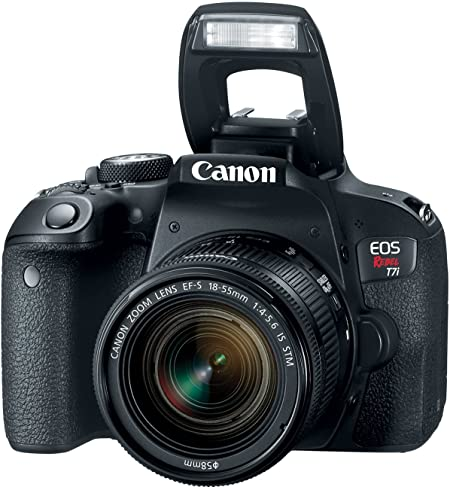 Canon
EOS
REBEL
T7i
CANON ZOOM LENS EF-S 18-55mm 1:4-5.6 IS STM
ϕ58mm